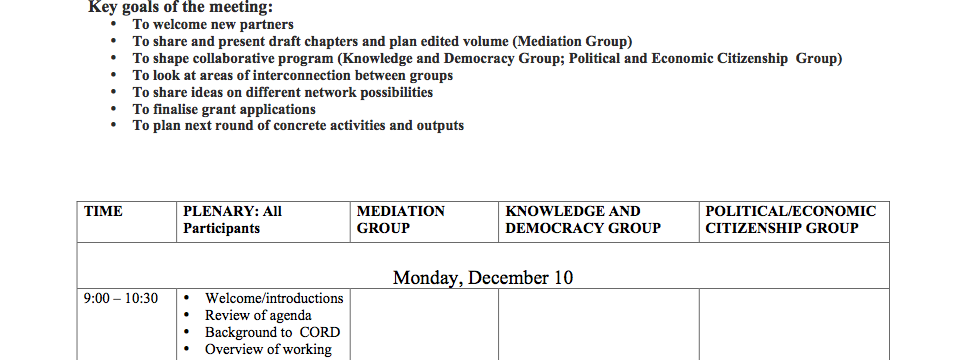 Key goals of the meeting:
• To welcome new partners
• To share and present draft chapters and plan edited volume (Mediation Group)
• To shape collaborative program (Knowledge and Democracy Group; Political and Economic Citizenship Group)
• To look at areas of interconnection between groups
• To share ideas on different network possibilities
• To finalise grant applications
• To plan next round of concrete activities and outputs
TIME
PLENARY: All
Participants
MEDIATION
GROUP
KNOWLEDGE AND
DEMOCRACY GROUP
POLITICAL/ECONOMIC
CITIZENSHIP GROUP
Monday, December 10
9:00 – 10:30
• Welcome/introductions
• Review of agenda
• Background to CORD
• Overview of working